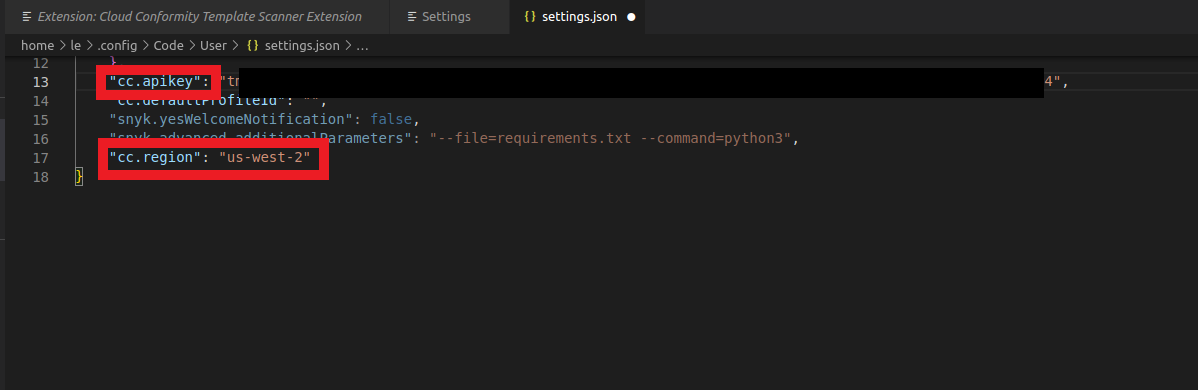 Extension: Cloud Conformity Template Scanner Extension
Settings
{} settings.json ●
home > le > .config > Code > User > {} settings.json > ...
12 }
13 "cc.apikey": "tr 4",
14 "cc.defaultProfileId": "",
15 "snyk.yesWelcomeNotification": false,
16 "snyk.advanced.additionalParameters": "--file=requirements.txt --command=python3",
17 "cc.region": "us-west-2"
18 }